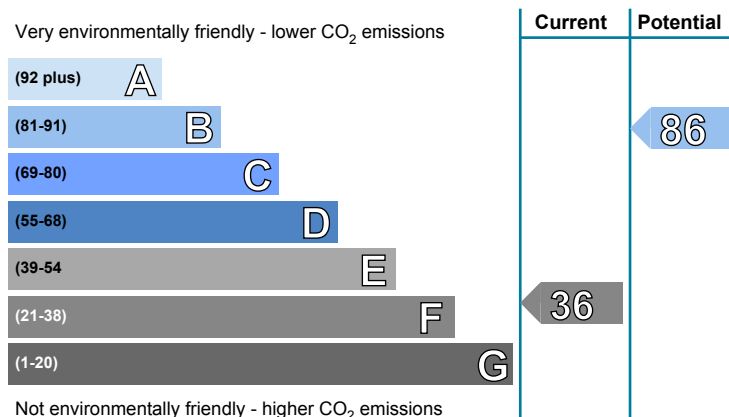 Current Potential
Very environmentally friendly - lower CO2 emissions
(92 plus) A
(81-91) B 86
(69-80) C
(55-68) D
(39-54 E
(21-38) F 36
(1-20) G
Not environmentally friendly - higher CO2 emissions